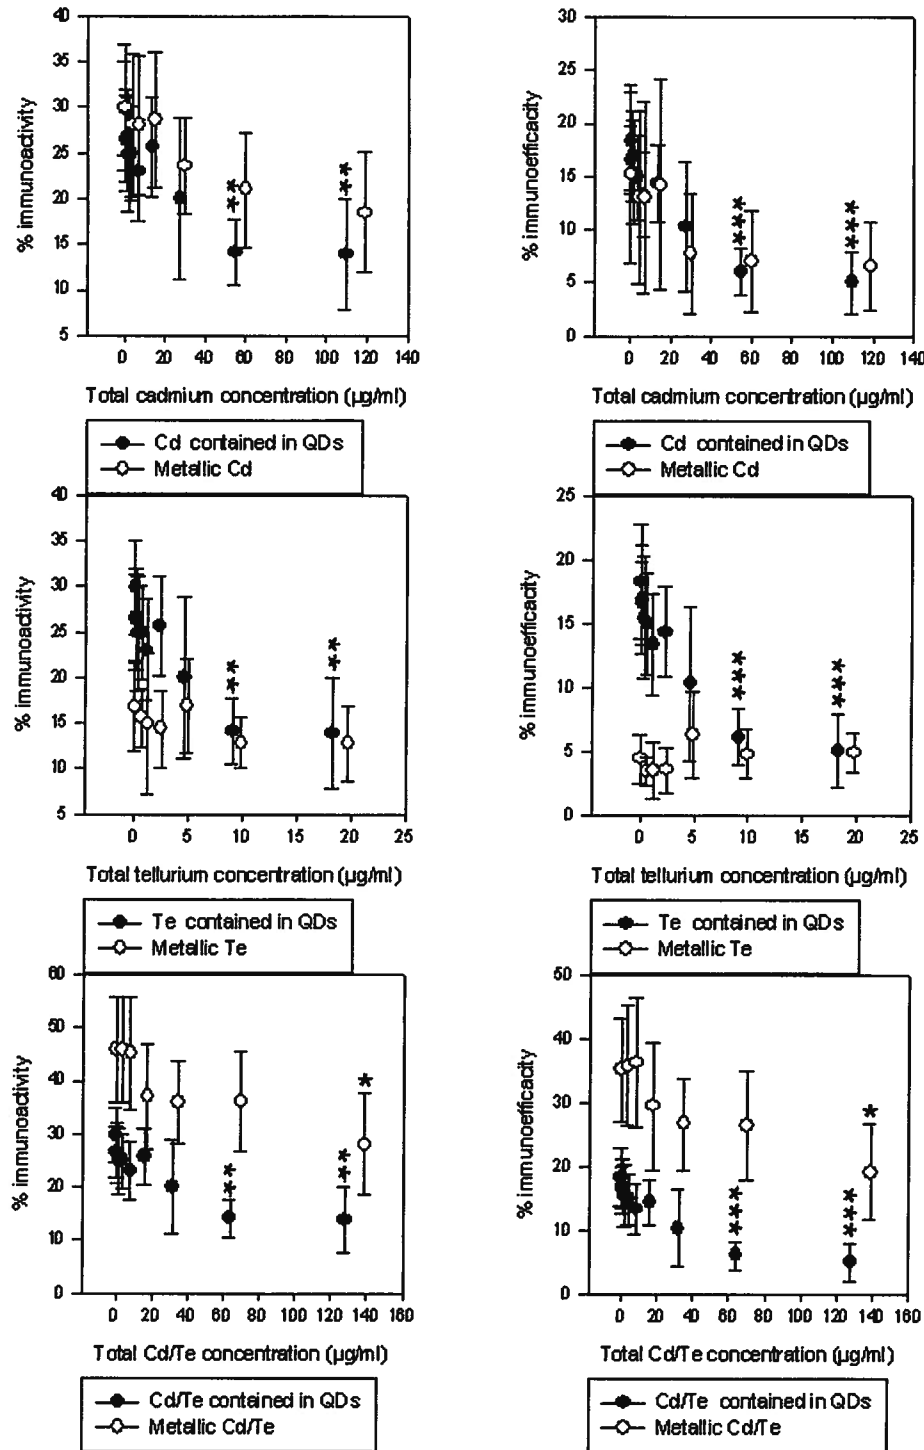 40
35
30
25
20
15
10
5
% immunoactivity
**
**
0 20 40 60 80 100 120 140
Total cadmium concentration (µg/ml)
Cd contained in QDs
Metallic Cd
30
25
20
15
10
5
0
% immunoefficacity
***
***
0 20 40 60 80 100 120 140
Total cadmium concentration (µg/ml)
Cd contained in QDs
Metallic Cd
40
35
30
25
20
15
10
5
% immunoactivity
**
**
0 5 10 15 20 25
Total tellurium concentration (µg/ml)
Te contained in QDs
Metallic Te
25
20
15
10
5
0
% immunoefficacity
***
***
0 5 10 15 20 25
Total tellurium concentration (µg/ml)
Te contained in QDs
Metallic Te
60
50
40
30
20
10
0
% immunoactivity
**
**
*
0 20 40 60 80 100 120 140 160
Total Cd/Te concentration (µg/ml)
Cd/Te contained in QDs
Metallic Cd/Te
50
40
30
20
10
0
% immunoefficacity
***
***
*
0 20 40 60 80 100 120 140 160
Total Cd/Te concentration (µg/ml)
Cd/Te contained in QDs
Metallic Cd/Te